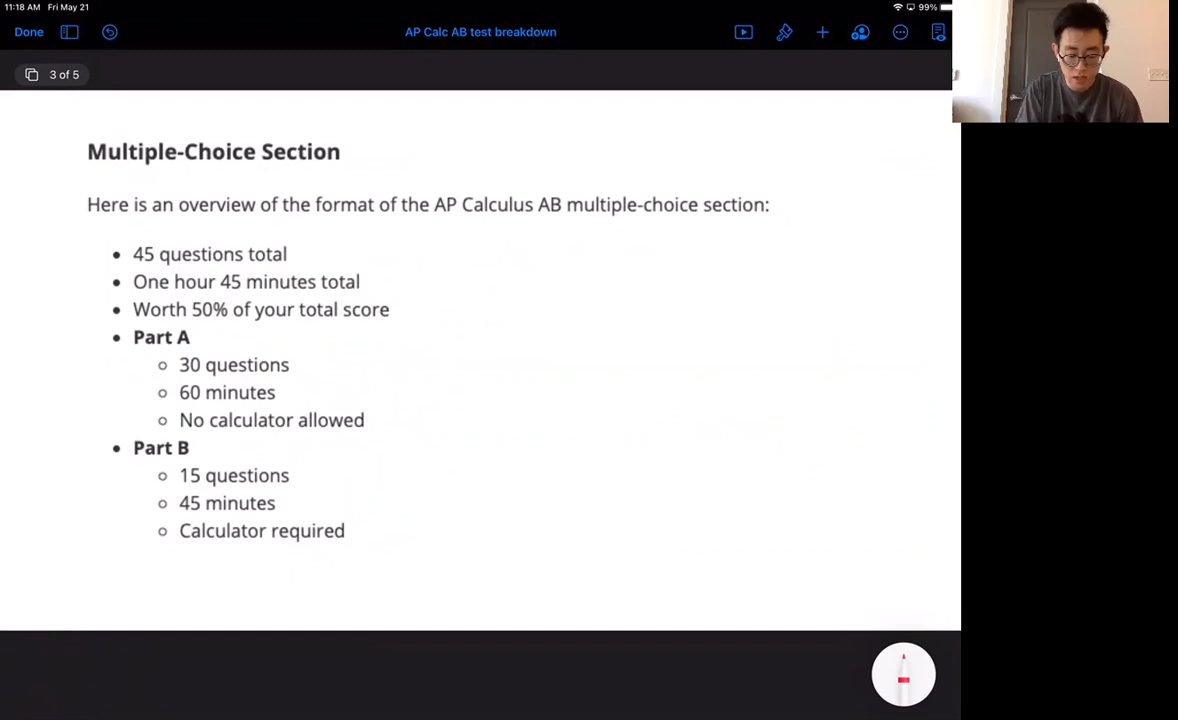 11:18 AM Fri May 21
99%
Done
AP Calc AB test breakdown
3 of 5
Multiple-Choice Section
Here is an overview of the format of the AP Calculus AB multiple-choice section:
• 45 questions total
• One hour 45 minutes total
• Worth 50% of your total score
• Part A
○ 30 questions
○ 60 minutes
○ No calculator allowed
• Part B
○ 15 questions
○ 45 minutes
○ Calculator required